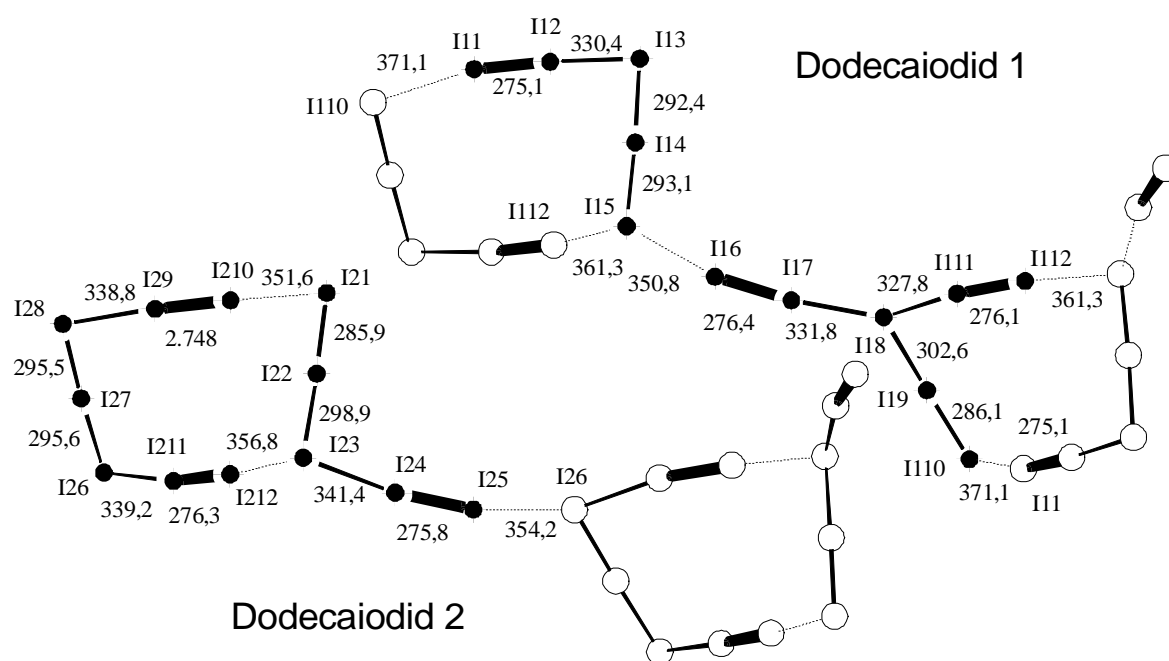 I11
I12
330,4
I13
371,1
275,1
Dodecaiodid 1
I110
292,4
I14
293,1
I112
I15
I16
361,3
350,8
I17
I111
I112
327,8
276,4
331,8
276,1
361,3
I18
302,6
I19
286,1
275,1
I110
371,1
I11
I29
I210
351,6
I21
338,8
I28
2.748
285,9
295,5
I22
I27
298,9
295,6
I211
356,8
I23
I26
I212
I24
I25
I26
339,2
276,3
341,4
275,8
354,2
Dodecaiodid 2